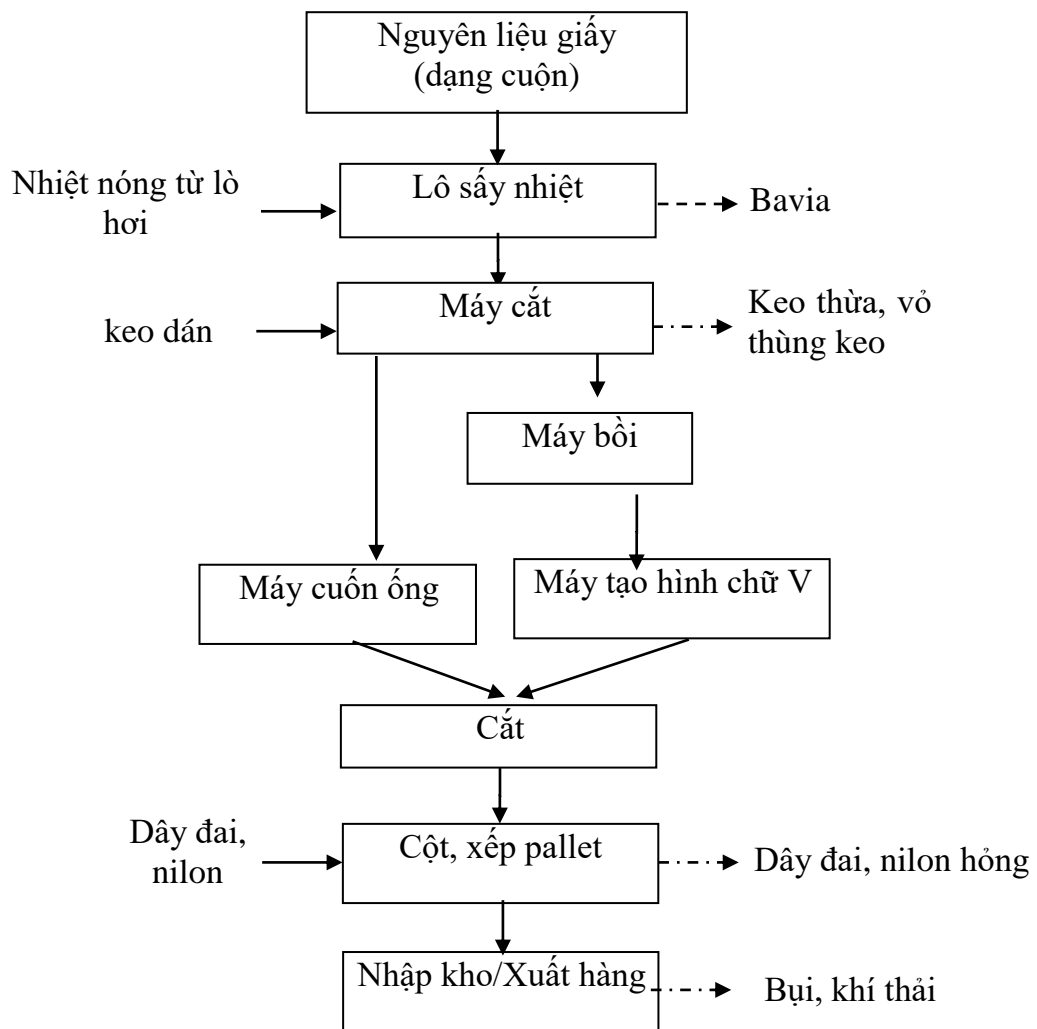 Nguyên liệu giấy
(dạng cuộn)
Nhiệt nóng từ lò
hơi
Lô sấy nhiệt
Bavia
keo dán
Máy cắt
Keo thừa, vỏ
thùng keo
Máy bồi
Máy cuốn ống
Máy tạo hình chữ V
Cắt
Dây đai,
nilon
Cột, xếp pallet
Dây đai, nilon hỏng
Nhập kho/Xuất hàng
Bụi, khí thải